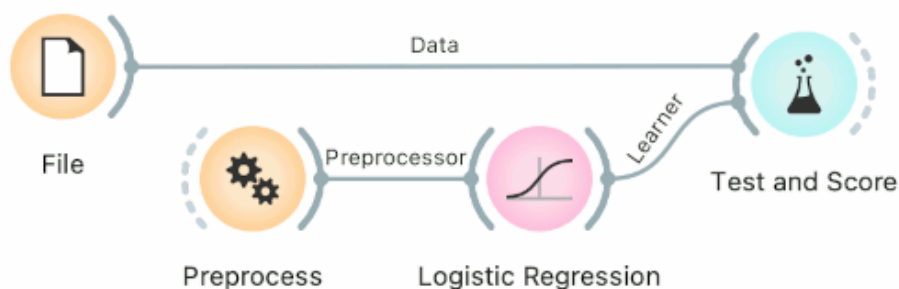 Data
File
Preprocessor
Learner
Test and Score
Preprocess
Logistic Regression